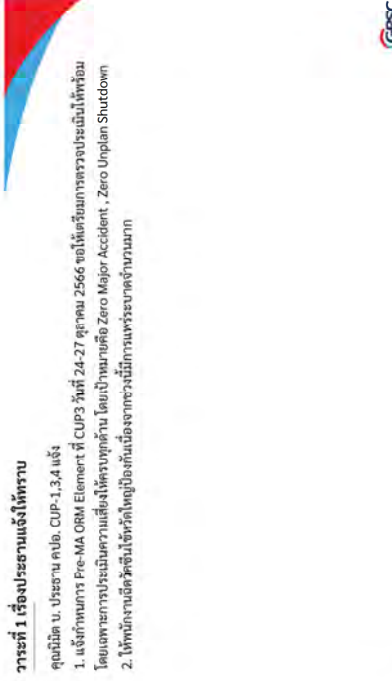 วาระที่ 1 เรื่องประธานแจ้งให้ทราบ
คุณนิมิต บ. ประธาน คปอ. CUP-1,3,4 แจ้ง
1. แจ้งกำหนการ Pre-MA ORM Element ที่ CUP3 วันที่ 24-27 ตุลาคม 2566 ขอให้เตรียมการตรวจประเมินให้พร้อม
โดยเฉพาะการประเมินความเสี่ยงให้ครบทุกด้าน โดยเป้าหมายคือ Zero Major Accident , Zero Unplan Shutdown
2. ให้พนักงานฉีดวัคซีนไข้หวัดใหญ่ป้องกันเนื่องจากช่วงนี้มีการแพร่ระบาดจำนวนมาก
GPSC